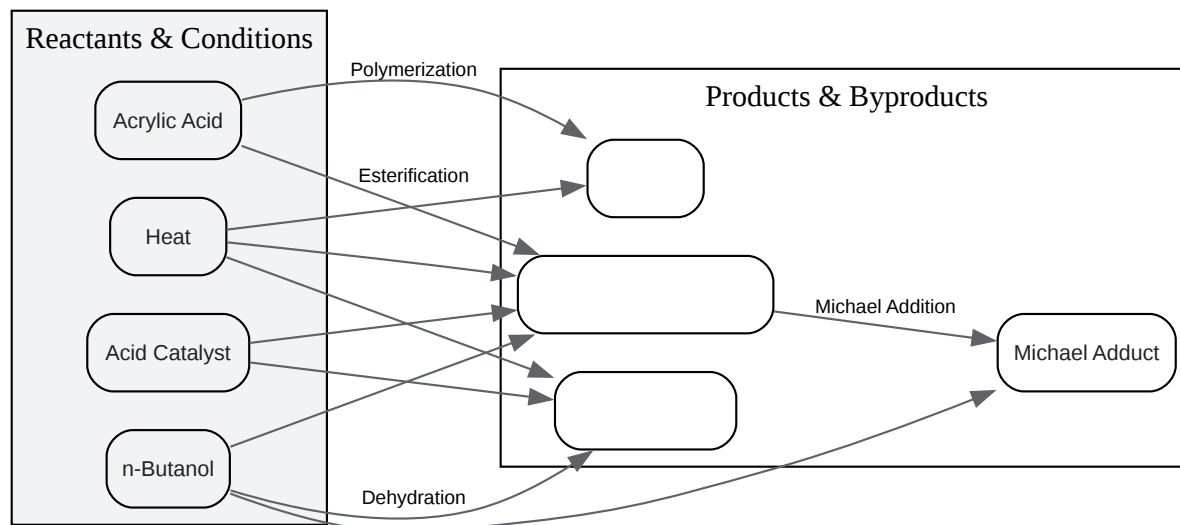 Reactants & Conditions
Polymerization
Products & Byproducts
Acrylic Acid
Esterification
Heat
Michael Addition
Acid Catalyst
Michael Adduct
n-Butanol
Dehydration